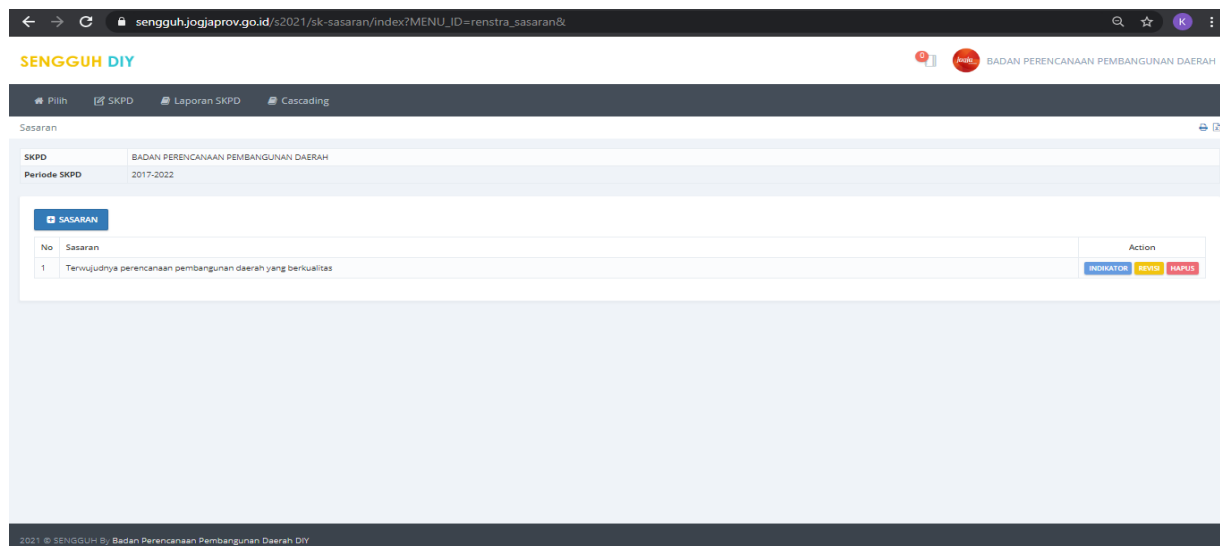 sengguh.jogjaprov.go.id/s2021/sk-sasaran/index?MENU_ID=renstra_sasaran&
K
SENGGUH DIY
0
BADAN PERENCANAAN PEMBANGUNAN DAERAH
Pilih SKPD Laporan SKPD Cascading
Sasaran
SKPD BADAN PERENCANAAN PEMBANGUNAN DAERAH
Periode SKPD 2017-2022
SASARAN
No Sasaran Action
1 Terwujudnya perencanaan pembangunan daerah yang berkualitas INDIKATOR REVISI HAPUS
2021 © SENGGUH By Badan Perencanaan Pembangunan Daerah DIY